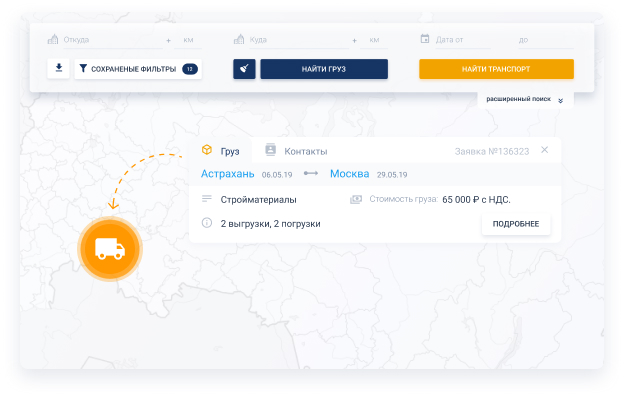 Откуда + км Куда + км Дата от до
СОХРАНЕНЫЕ ФИЛЬТРЫ 12 НАЙТИ ГРУЗ НАЙТИ ТРАНСПОРТ
расширенный поиск
Груз Контакты Заявка №136323
Астрахань 06.05.19 Москва 29.05.19
Стройматериалы Стоимость груза 65 000 ₽ с НДС.
2 выгрузки, 2 погрузки ПОДРОБНЕЕ